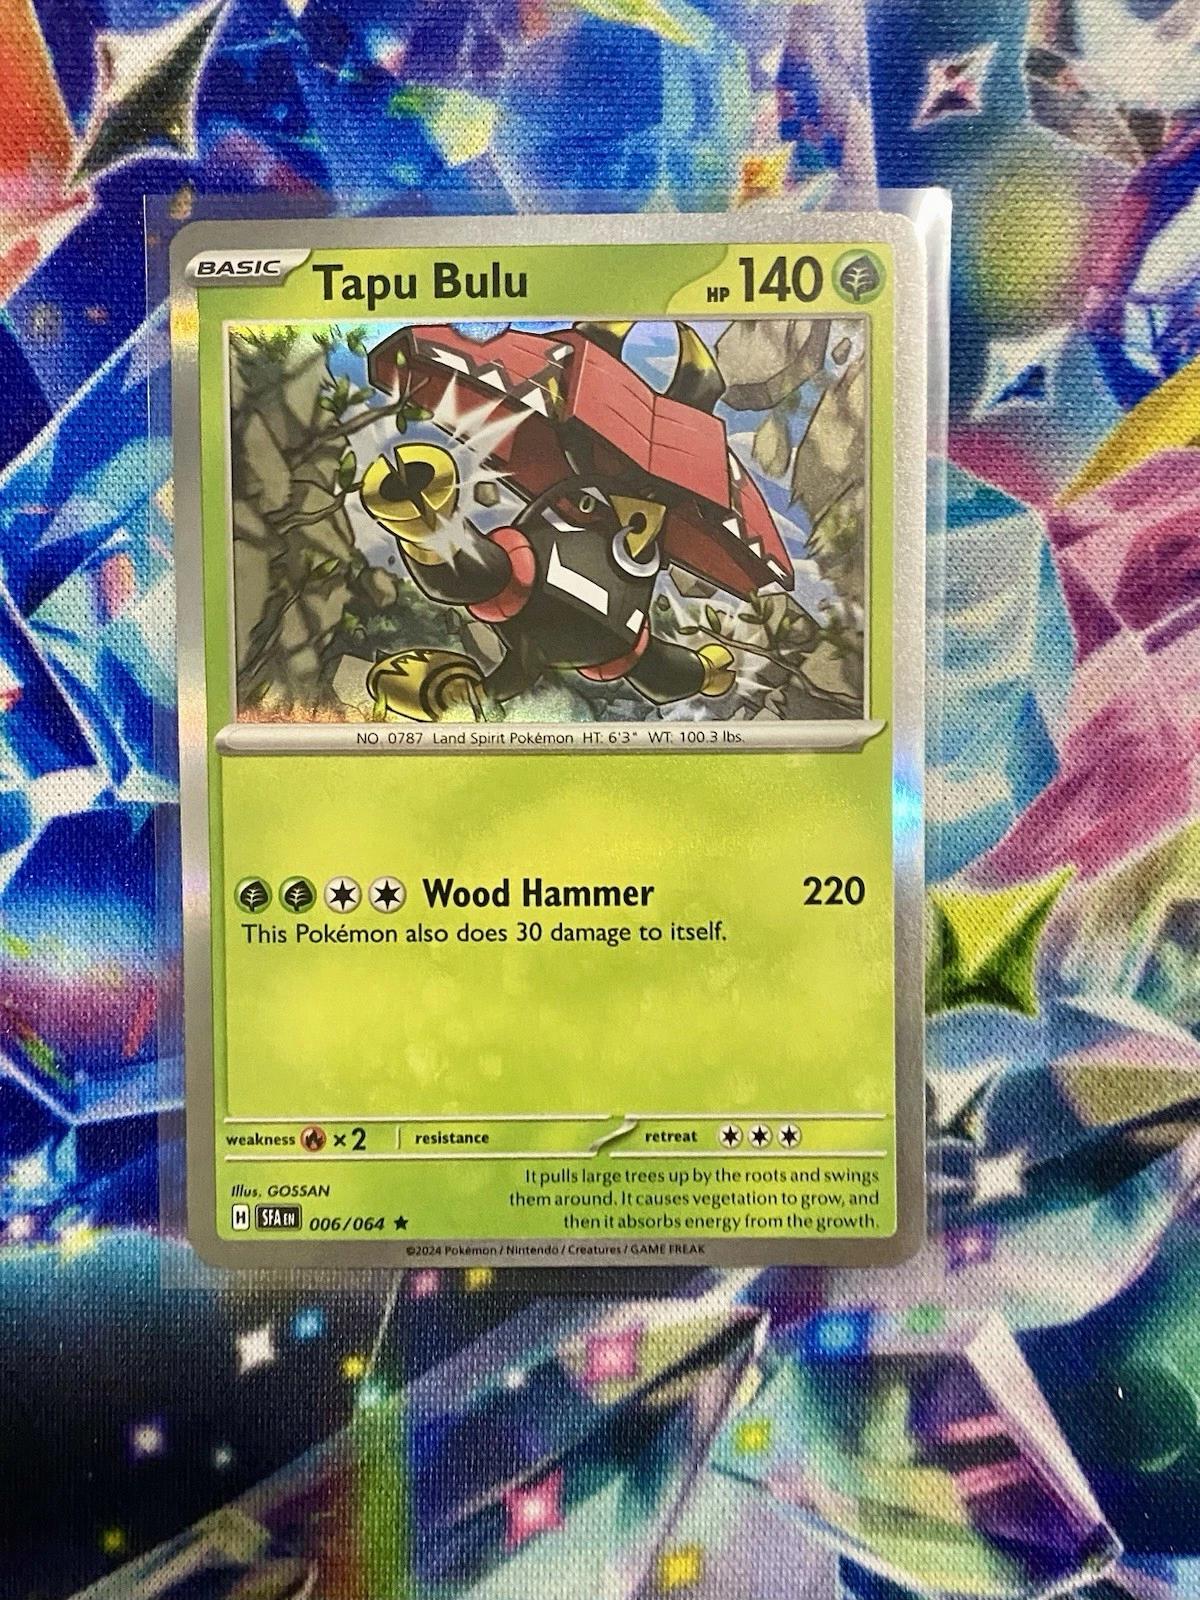 BASIC Tapu Bulu HP 140
NO. 0787 Land Spirit Pokémon HT: 6'3" WT: 100.3 lbs.
Wood Hammer 220
This Pokémon also does 30 damage to itself.
weakness ×2 resistance retreat
It pulls large trees up by the roots and swings
them around. It causes vegetation to grow, and
then it absorbs energy from the growth.
Illus. GOSSAN
H SFA EN 006/064 ★
©2024 Pokémon / Nintendo / Creatures / GAME FREAK